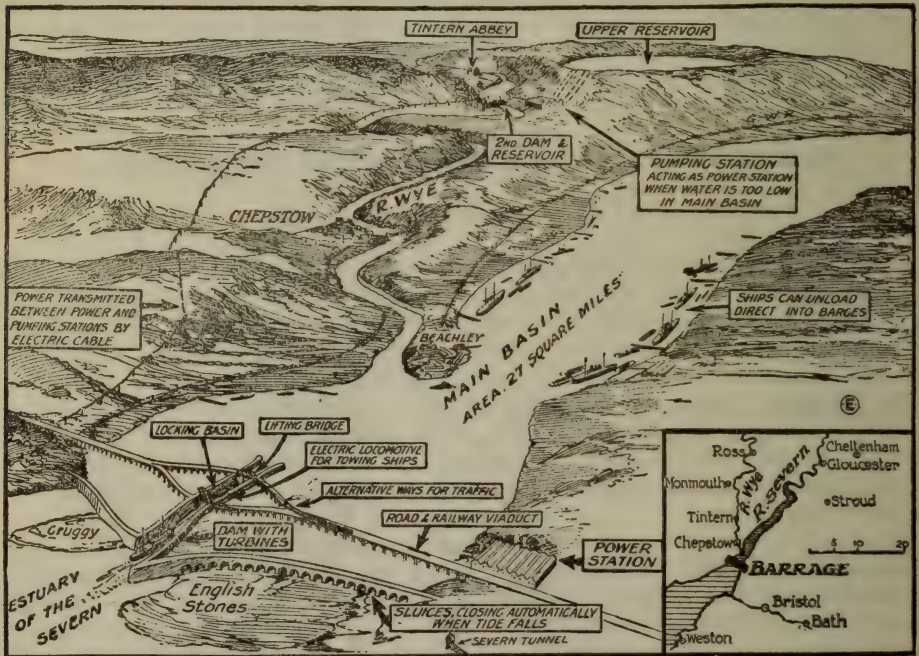 TINTERN ABBEY
UPPER RESERVOIR
2ND DAM &
RESERVOIR
G.W.R.
PUMPING STATION
ACTING AS POWER STATION
WHEN WATER IS TOO LOW
IN MAIN BASIN
R. WYE
CHEPSTOW
POWER TRANSMITTED
BETWEEN POWER AND
PUMPING STATIONS BY
ELECTRIC CABLE
SHIPS CAN UNLOAD
DIRECT INTO BARGES
BEACHLEY
MAIN BASIN
AREA. 27 SQUARE MILES
E
LOCKING BASIN
LIFTING BRIDGE
ELECTRIC LOCOMOTIVE
FOR TOWING SHIPS
ALTERNATIVE WAYS FOR TRAFFIC
ROAD & RAILWAY VIADUCT
DAM WITH
TURBINES
Gruggy
POWER
STATION
ESTUARY
OF THE
SEVERN
English
Stones
SLUICES, CLOSING AUTOMATICALLY
WHEN TIDE FALLS
SEVERN TUNNEL
Ross
Cheltenham
Gloucester
Monmouth
R. Wye
R. Severn
Stroud
Tintern
Chepstow
5 10 20
BARRAGE
Bristol
Bath
Weston